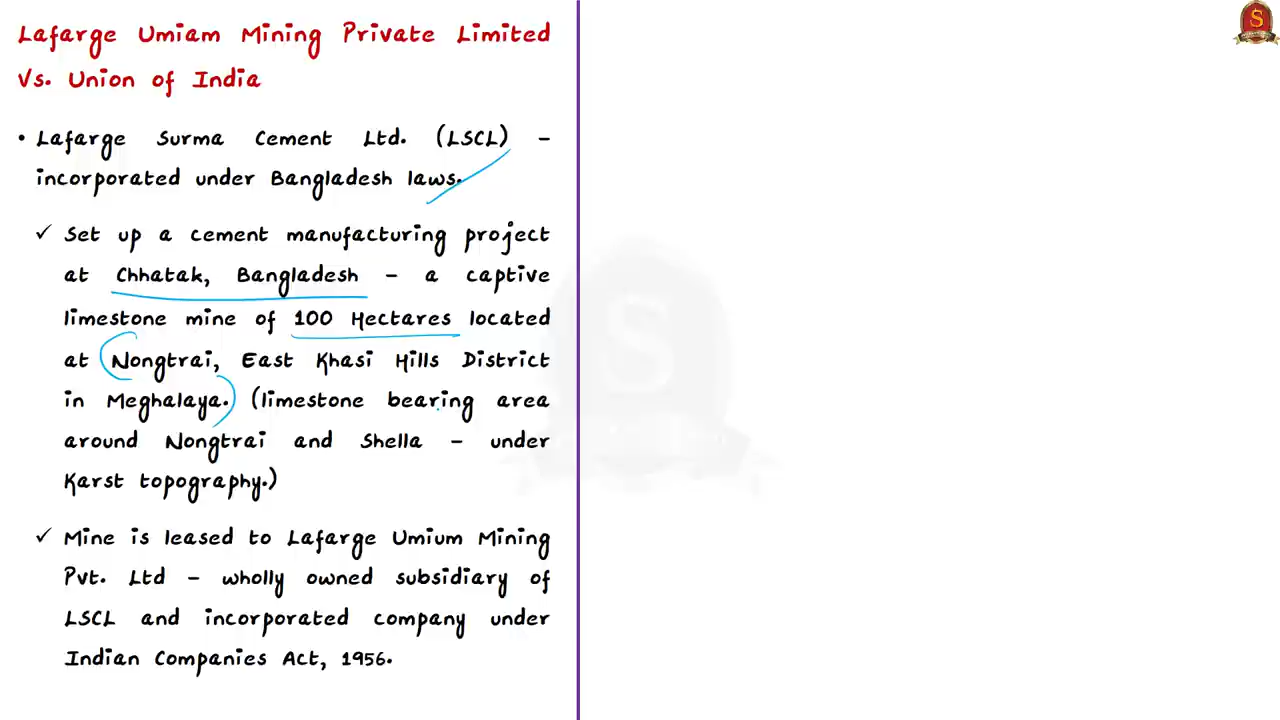 Lafarge Umiam Mining Private Limited
Vs. Union of India
• Lafarge Surma Cement Ltd. (LSCL) -
incorporated under Bangladesh laws.
✓ Set up a cement manufacturing project
at Chhatak, Bangladesh - a captive
limestone mine of 100 Hectares located
at Nongtrai, East Khasi Hills District
in Meghalaya. (limestone bearing area
around Nongtrai and Shella - under
Karst topography.)
✓ Mine is leased to Lafarge Umium Mining
Pvt. Ltd - wholly owned subsidiary of
LSCL and incorporated company under
Indian Companies Act, 1956.
S
S